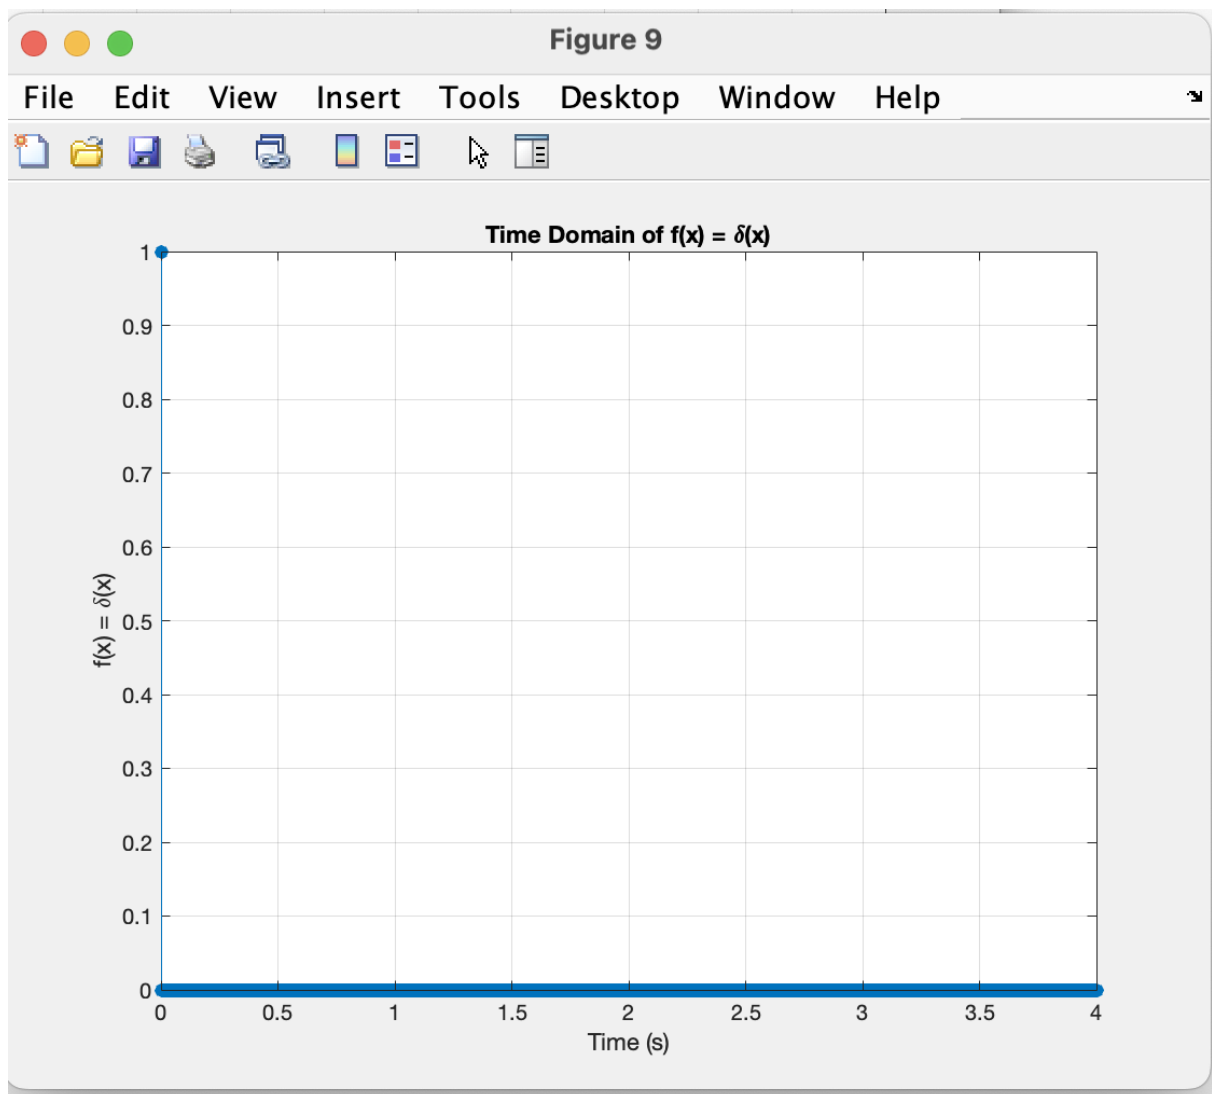 Figure 9
File Edit View Insert Tools Desktop Window Help
Time Domain of f(x) = δ(x)
1
0.9
0.8
0.7
0.6
0.5
0.4
0.3
0.2
0.1
0
f(x) = δ(x)
0 0.5 1 1.5 2 2.5 3 3.5 4
Time (s)